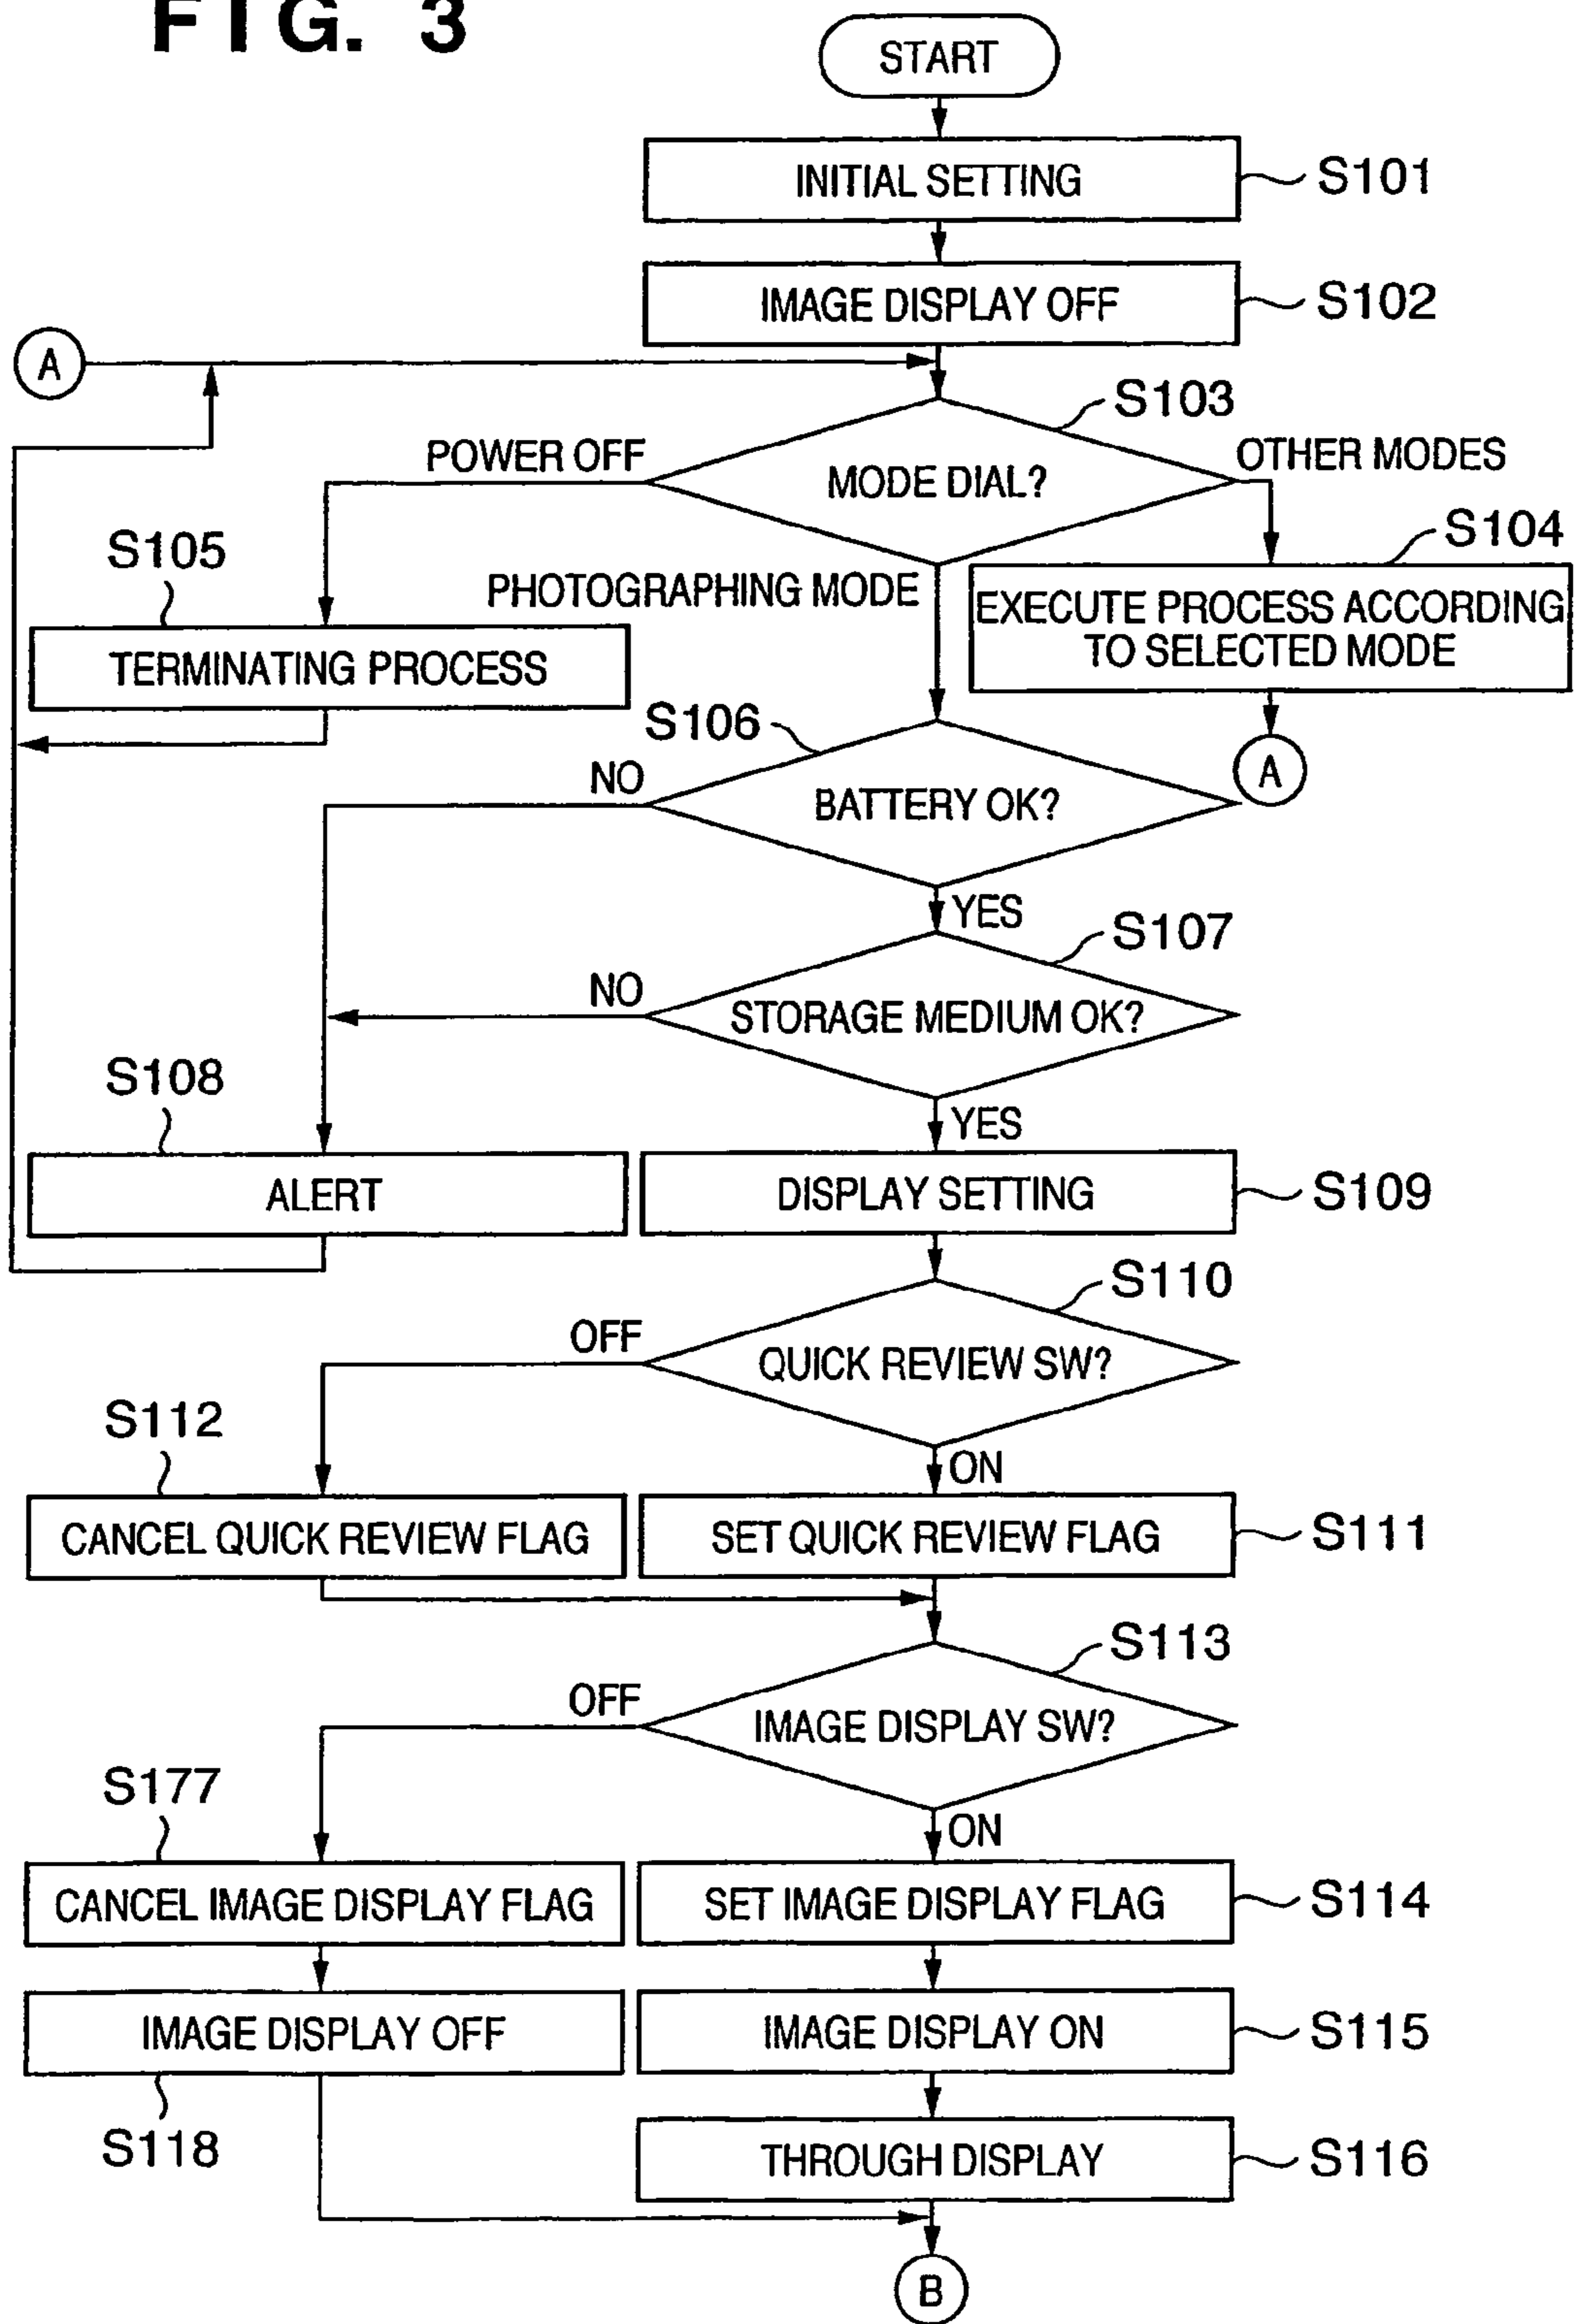 FIG. 3
START
INITIAL SETTING
S101
IMAGE DISPLAY OFF
S102
A
S103
POWER OFF
MODE DIAL?
OTHER MODES
S104
S105
PHOTOGRAPHING MODE
EXECUTE PROCESS ACCORDING
TO SELECTED MODE
TERMINATING PROCESS
S106
A
NO
BATTERY OK?
YES
S107
NO
STORAGE MEDIUM OK?
S108
YES
ALERT
DISPLAY SETTING
S109
S110
OFF
QUICK REVIEW SW?
S112
ON
CANCEL QUICK REVIEW FLAG
SET QUICK REVIEW FLAG
S111
S113
OFF
IMAGE DISPLAY SW?
S177
ON
CANCEL IMAGE DISPLAY FLAG
SET IMAGE DISPLAY FLAG
S114
IMAGE DISPLAY OFF
IMAGE DISPLAY ON
S115
S118
THROUGH DISPLAY
S116
B